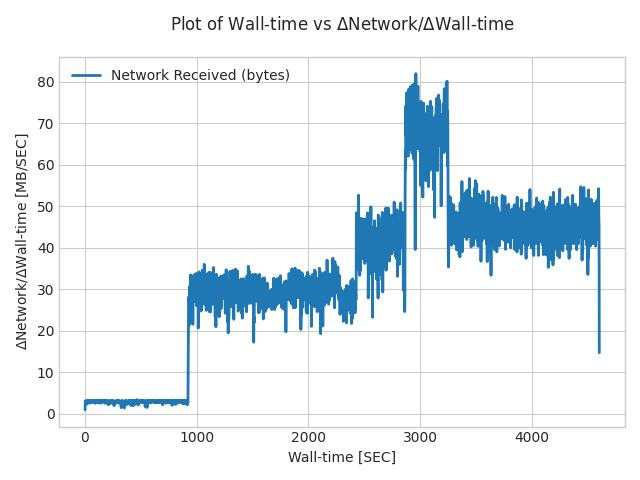 Plot of Wall-time vs ΔNetwork/ΔWall-time
Network Received (bytes)
ΔNetwork/ΔWall-time [MB/SEC]
80
70
60
50
40
30
20
10
0
0 1000 2000 3000 4000
Wall-time [SEC]